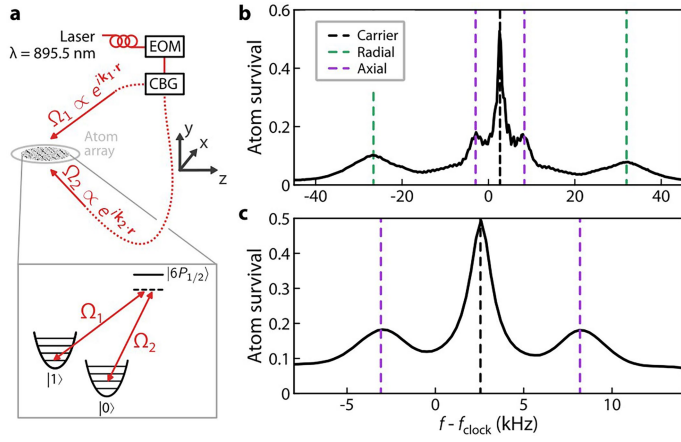 a
Laser
λ = 895.5 nm
EOM
CBG
Ω₁ ∝ e^{ik₁·r}
Atom
array
Ω₂ ∝ e^{ik₂·r}
y
x
z
|6P₁/₂⟩
Ω₁
Ω₂
|1⟩
|0⟩
b
Carrier
Radial
Axial
Atom survival
0.6
0.4
0.2
0
-40
-20
0
20
40
c
Atom survival
0.5
0.4
0.3
0.2
0.1
0
-5
0
5
10
f - f_clock (kHz)